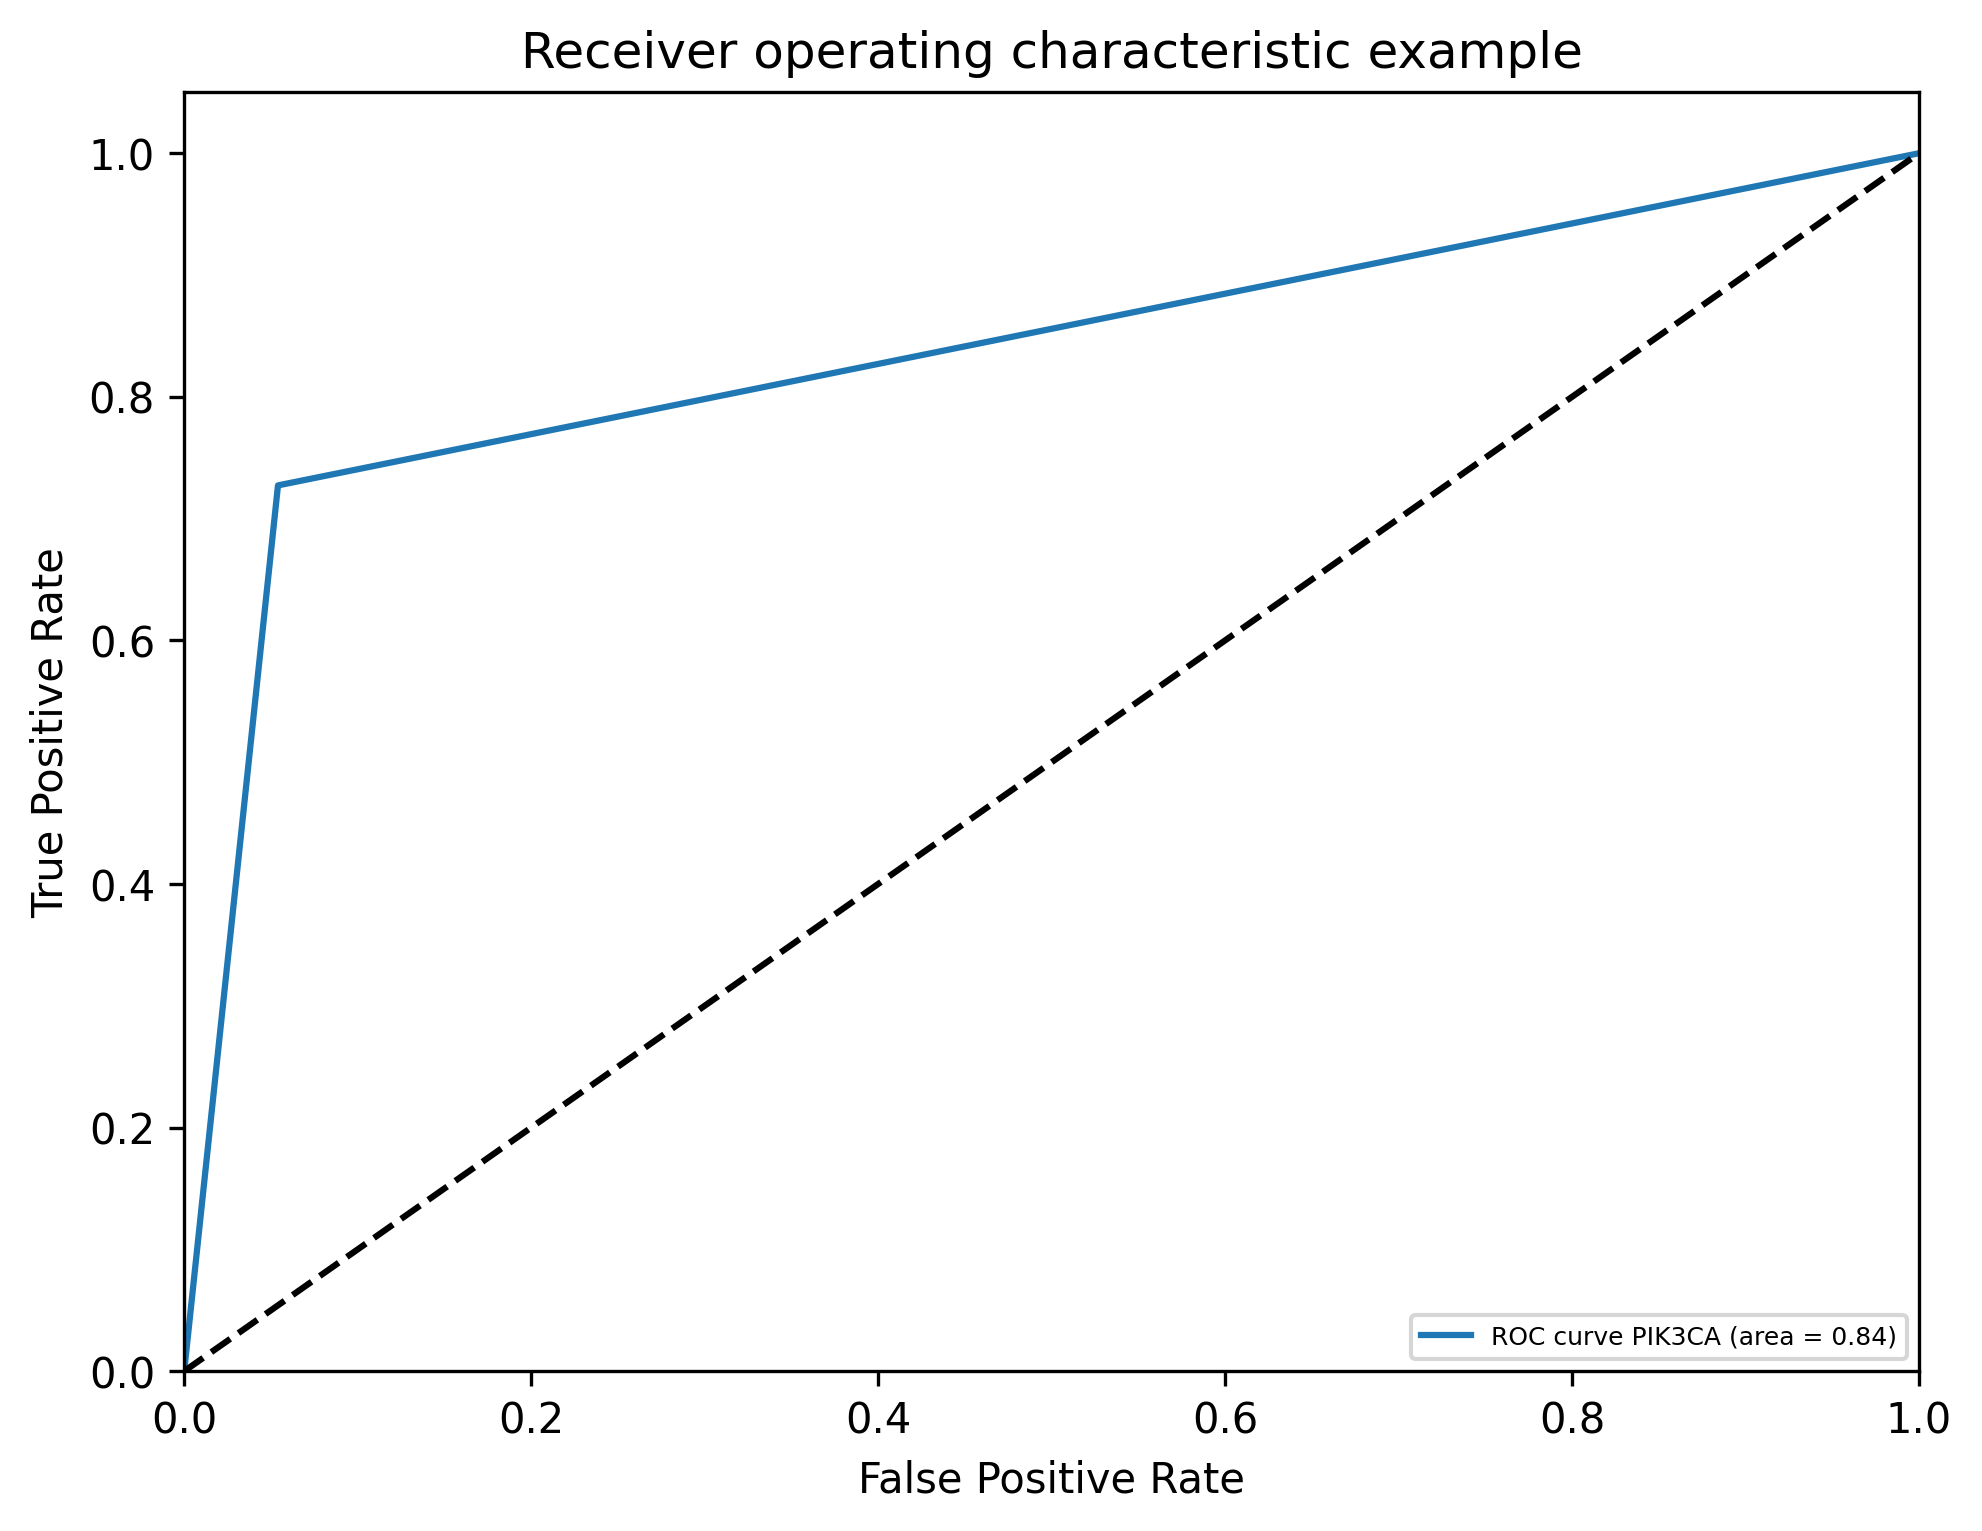 Receiver operating characteristic example
1.0
0.8
0.6
0.4
0.2
0.0
True Positive Rate
ROC curve PIK3CA (area = 0.84)
0.0 0.2 0.4 0.6 0.8 1.0
False Positive Rate